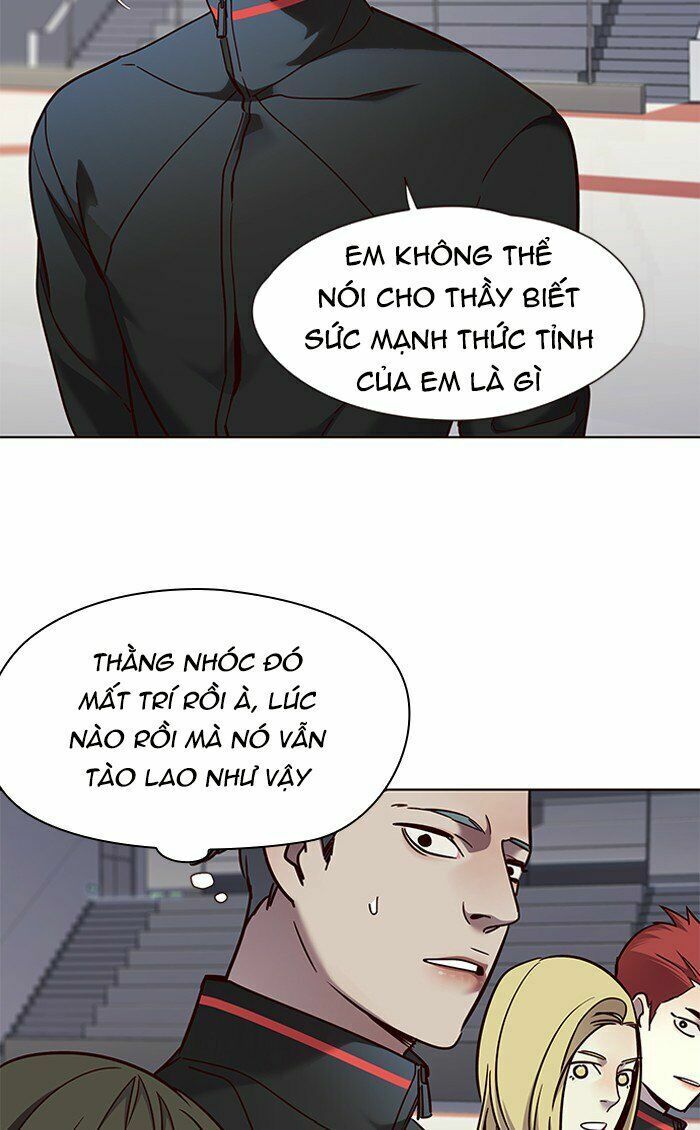 EM KHÔNG THỂ
NÓI CHO THẦY BIẾT
SỨC MẠNH THỨC TỈNH
CỦA EM LÀ GÌ
THẰNG NHÓC ĐÓ
MẤT TRÍ RỒI À, LÚC
NÀO RỒI MÀ NÓ VẪN
TÀO LAO NHƯ VẬY